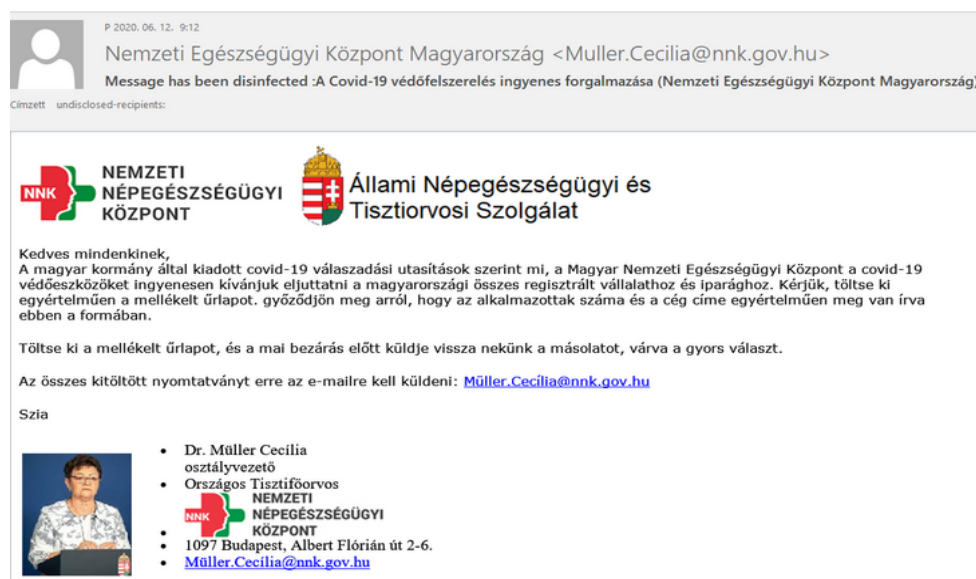 P 2020. 06. 12. 9:12
Nemzeti Egészségügyi Központ Magyarország <Muller.Cecilia@nnk.gov.hu>
Message has been disinfected :A Covid-19 védőfelszerelés ingyenes forgalmazása (Nemzeti Egészségügyi Központ Magyarország)
Címzett undisclosed-recipients:
NNK
NEMZETI
NÉPEGÉSZSÉGÜGYI
KÖZPONT
Állami Népegészségügyi és
Tisztiorvosi Szolgálat
Kedves mindenkinek,
A magyar kormány által kiadott covid-19 válaszadási utasítások szerint mi, a Magyar Nemzeti Egészségügyi Központ a covid-19
védőeszközöket ingyenesen kívánjuk eljuttatni a magyarországi összes regisztrált vállalathoz és iparághoz. Kérjük, töltse ki
egyértelműen a mellékelt űrlapot. győződjön meg arról, hogy az alkalmazottak száma és a cég címe egyértelműen meg van írva
ebben a formában.
Töltse ki a mellékelt űrlapot, és a mai bezárás előtt küldje vissza nekünk a másolatot, várva a gyors választ.
Az összes kitöltött nyomtatványt erre az e-mailre kell küldeni: Müller.Cecília@nnk.gov.hu
Szia
• Dr. Müller Cecília
osztályvezető
• Országos Tisztifőorvos
NNK
NEMZETI
NÉPEGÉSZSÉGÜGYI
• KÖZPONT
• 1097 Budapest, Albert Flórián út 2-6.
• Müller.Cecília@nnk.gov.hu